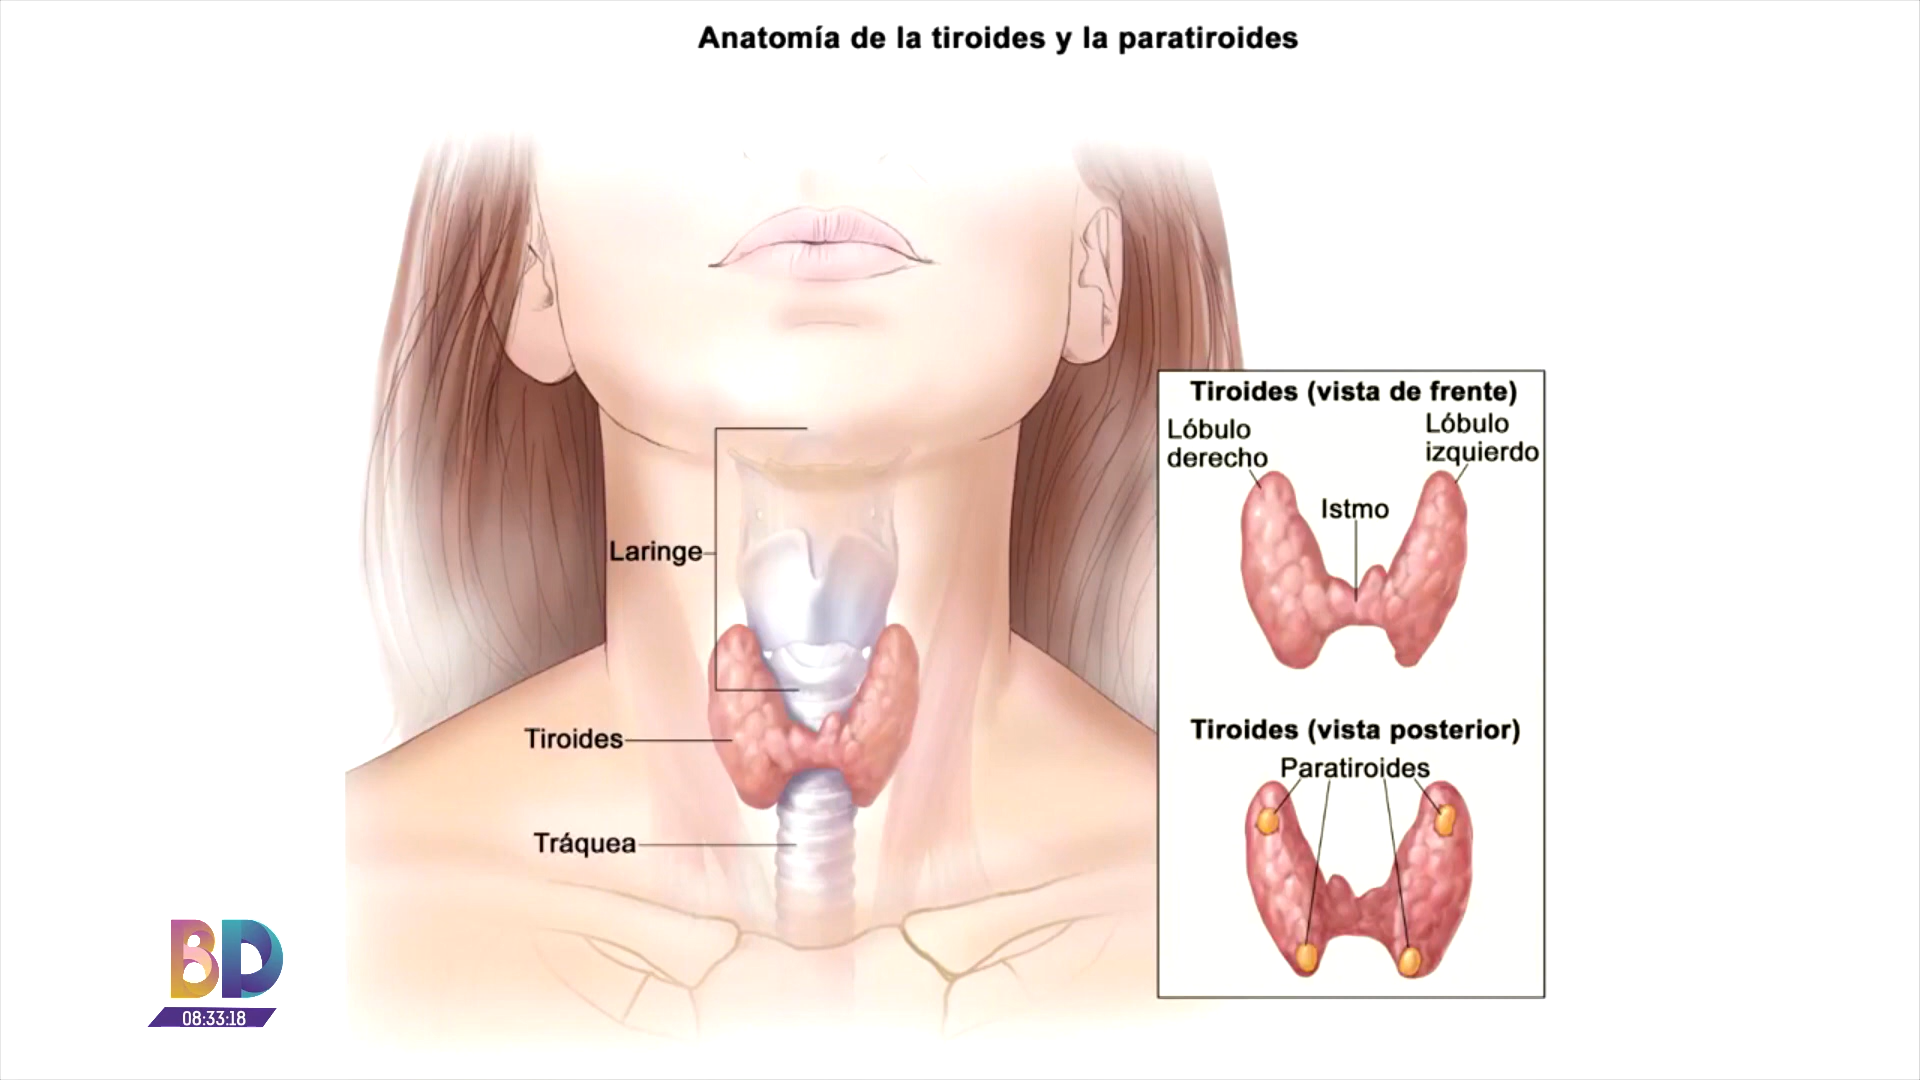 Anatomía de la tiroides y la paratiroides
Laringe
Tiroides
Tráquea
Tiroides (vista de frente)
Lóbulo
derecho
Lóbulo
izquierdo
Istmo
Tiroides (vista posterior)
Paratiroides
BD
08:33:18